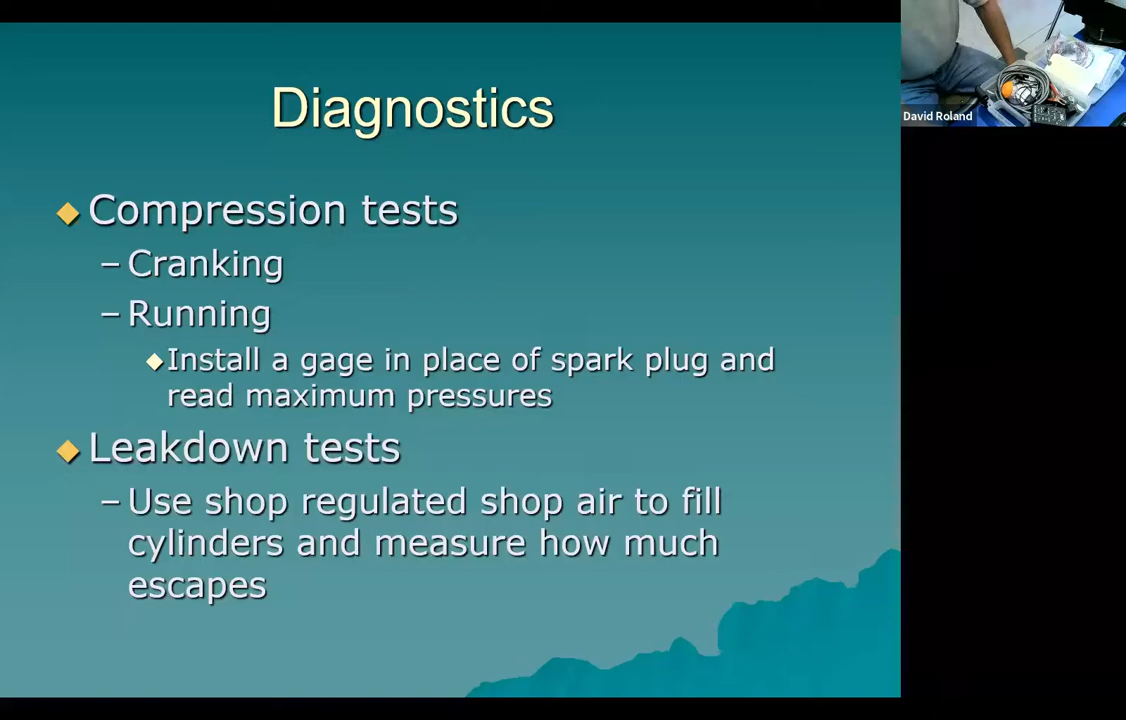 Diagnostics
Compression tests
– Cranking
– Running
Install a gage in place of spark plug and
read maximum pressures
Leakdown tests
– Use shop regulated shop air to fill
cylinders and measure how much
escapes
David Roland